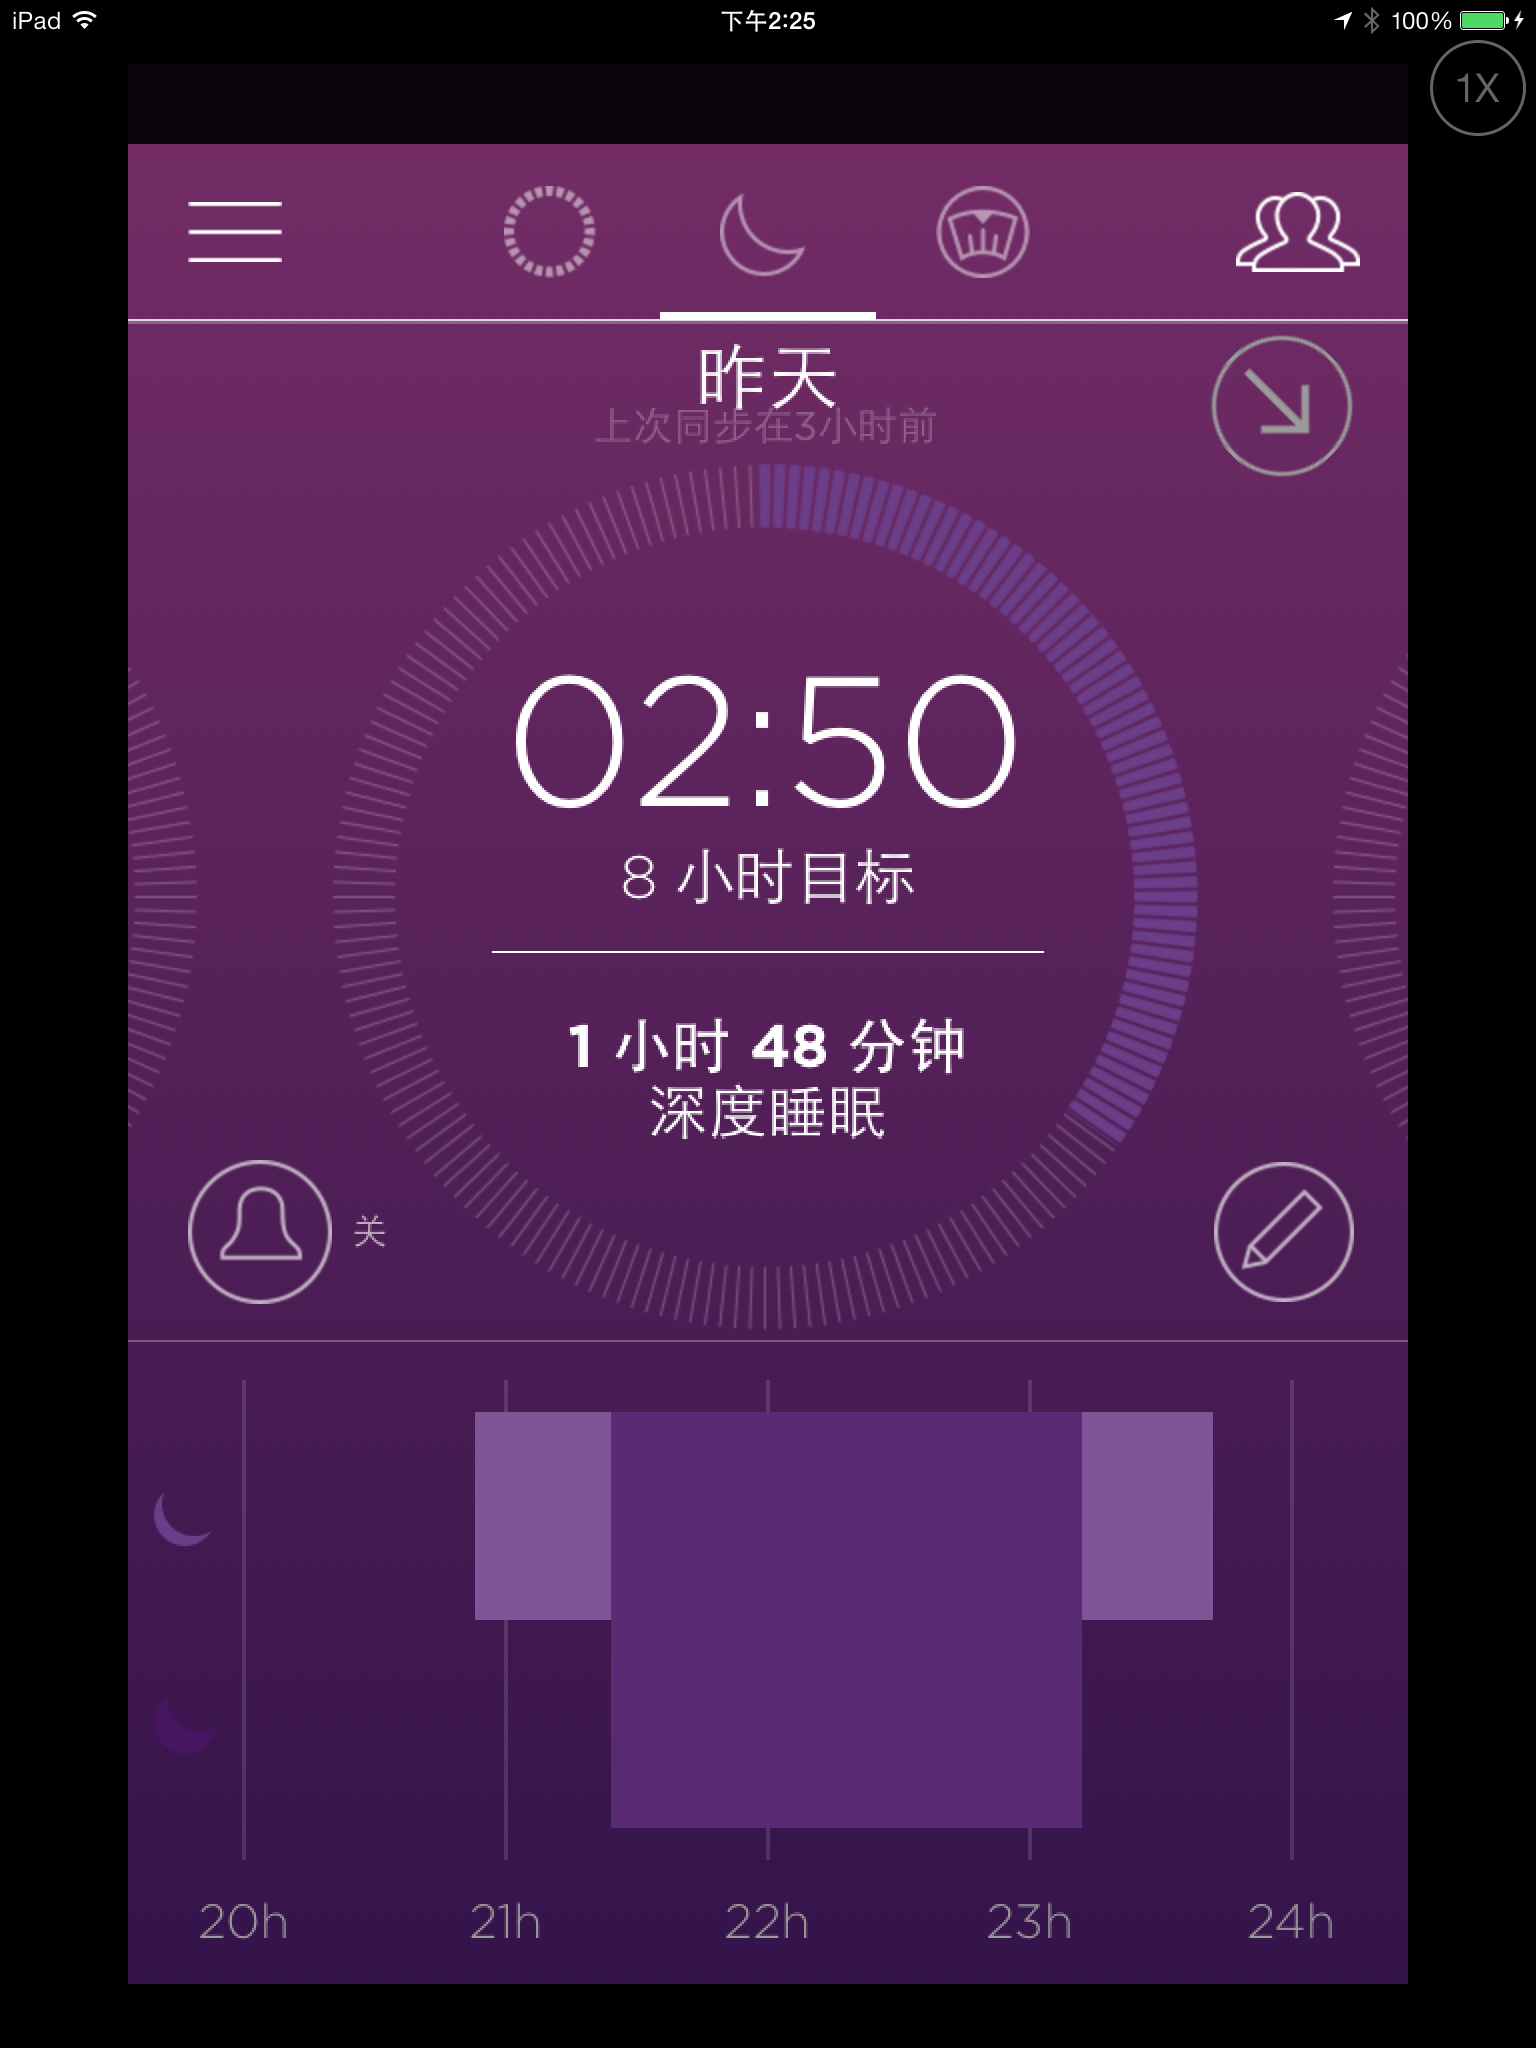 iPad 下午2:25 100%
1X
昨天
上次同步在3小时前
02:50
8 小时目标
1 小时 48 分钟
深度睡眠
关
20h 21h 22h 23h 24h